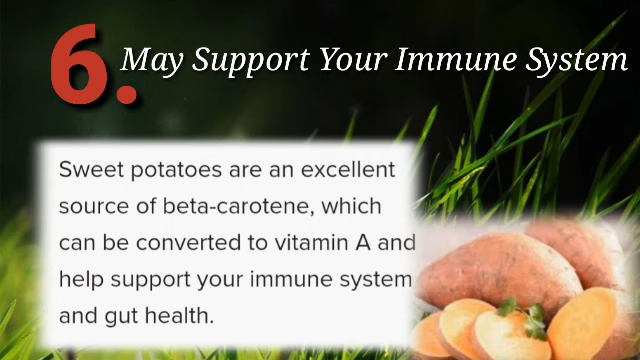 6. May Support Your Immune System
Sweet potatoes are an excellent
source of beta-carotene, which
can be converted to vitamin A and
help support your immune system
and gut health.